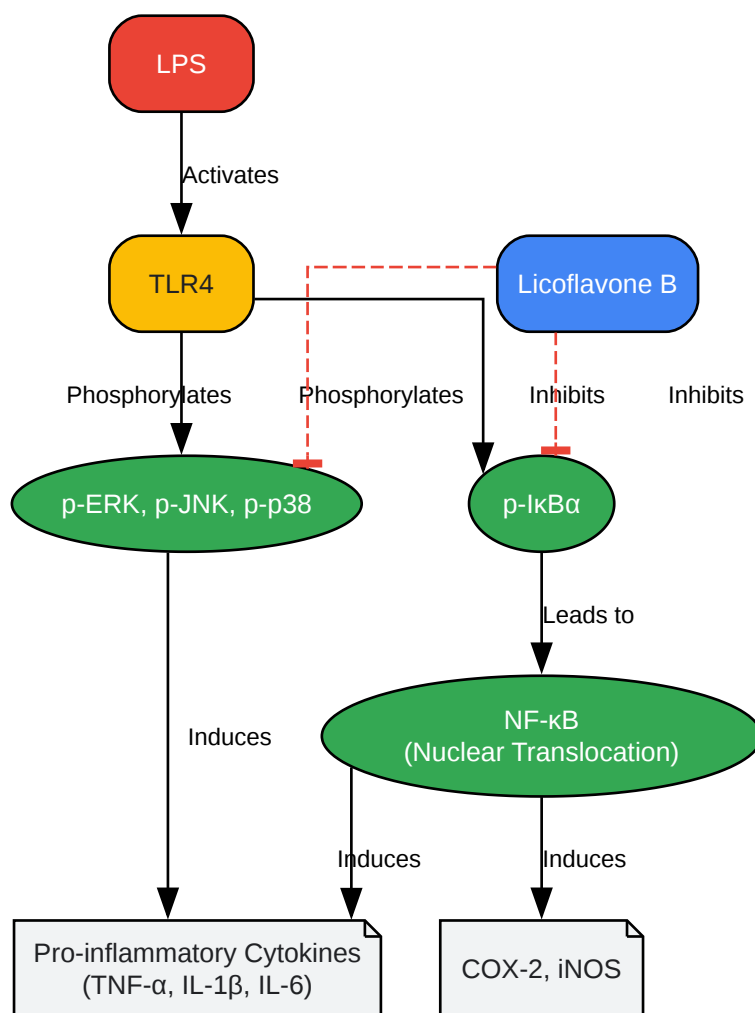 LPS
Activates
TLR4
Licoflavone B
Phosphorylates
Phosphorylates
Inhibits
Inhibits
p-ERK, p-JNK, p-p38
p-IκBα
Leads to
NF-κB
(Nuclear Translocation)
Induces
Induces
Induces
Pro-inflammatory Cytokines
(TNF-α, IL-1β, IL-6)
COX-2, iNOS